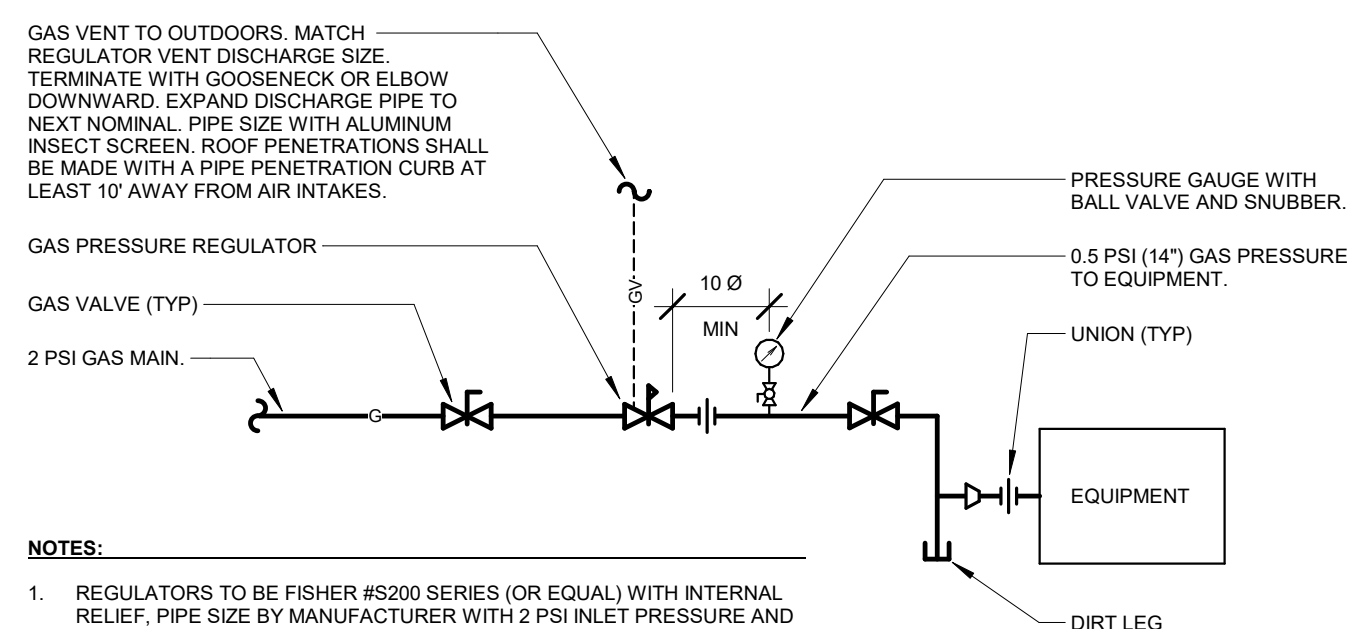 GAS VENT TO OUTDOORS. MATCH
REGULATOR VENT DISCHARGE SIZE.
TERMINATE WITH GOOSENECK OR ELBOW
DOWNWARD. EXPAND DISCHARGE PIPE TO
NEXT NOMINAL. PIPE SIZE WITH ALUMINUM
INSECT SCREEN. ROOF PENETRATIONS SHALL
BE MADE WITH A PIPE PENETRATION CURB AT
LEAST 10' AWAY FROM AIR INTAKES.
GAS PRESSURE REGULATOR
GAS VALVE (TYP)
2 PSI GAS MAIN.
G
GV
10 Ø
MIN
PRESSURE GAUGE WITH
BALL VALVE AND SNUBBER.
0.5 PSI (14") GAS PRESSURE
TO EQUIPMENT.
UNION (TYP)
EQUIPMENT
DIRT LEG
NOTES:
1. REGULATORS TO BE FISHER #S200 SERIES (OR EQUAL) WITH INTERNAL
RELIEF, PIPE SIZE BY MANUFACTURER WITH 2 PSI INLET PRESSURE AND